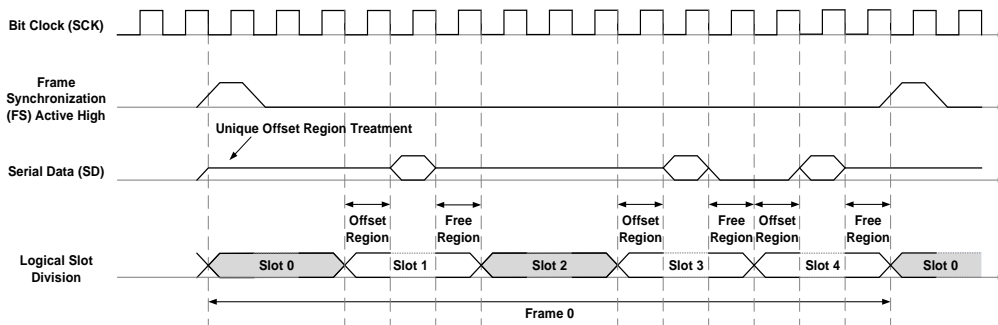 Bit Clock (SCK)
Frame
Synchronization
(FS) Active High
Unique Offset Region Treatment
Serial Data (SD)
Offset
Region
Free
Region
Offset
Region
Free
Region
Offset
Region
Free
Region
Logical Slot
Division
Slot 0
Slot 1
Slot 2
Slot 3
Slot 4
Slot 0
Frame 0